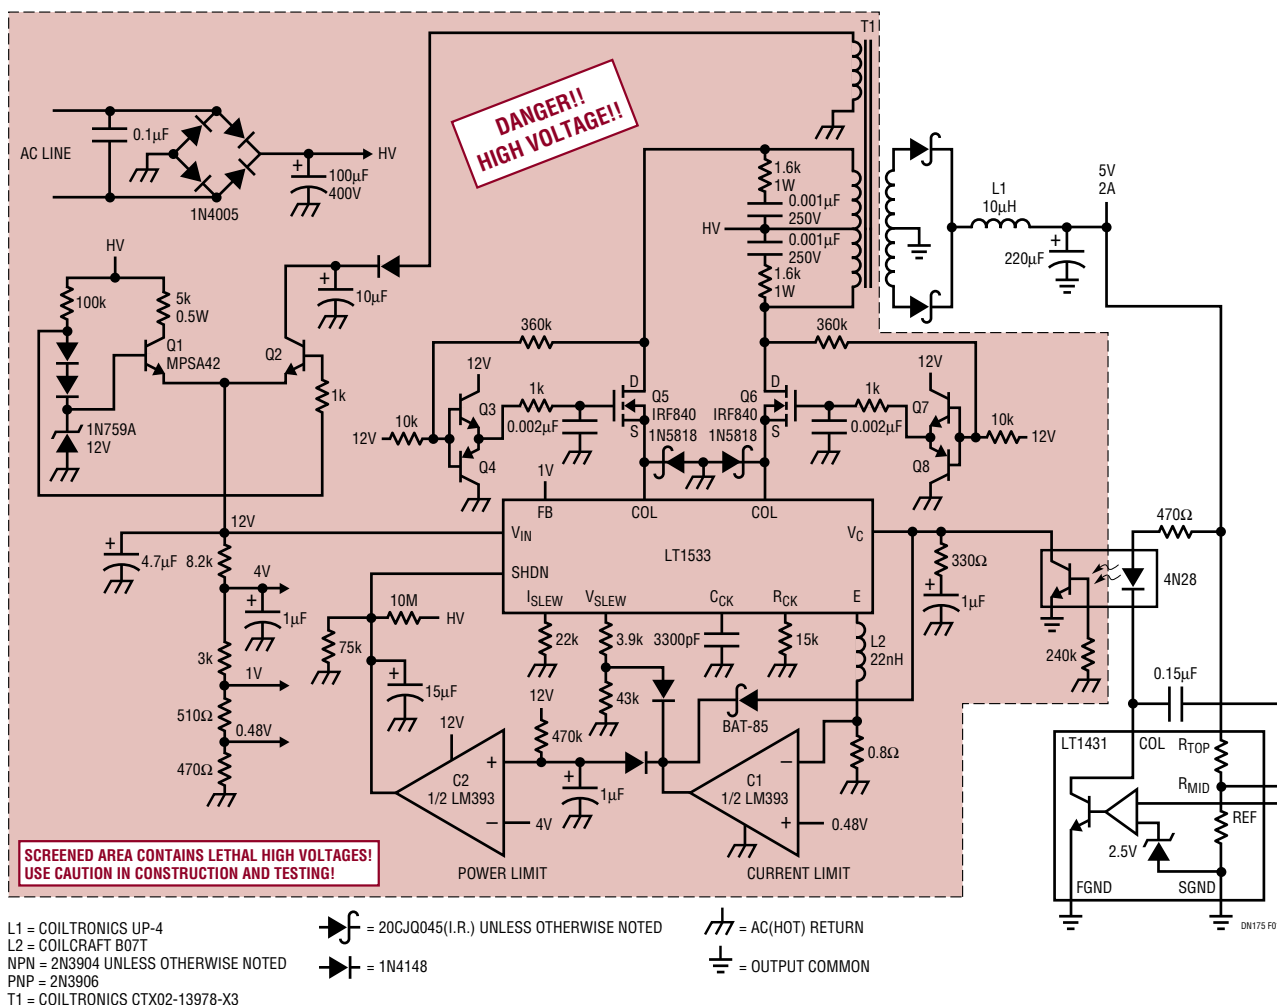 T1
DANGER!!
HIGH VOLTAGE!!
0.1µF
AC LINE
HV
100µF
400V
1N4005
1.6k
1W
0.001µF
250V
HV
0.001µF
250V
1.6k
1W
L1
10µH
5V
2A
220µF
HV
100k
5k
0.5W
10µF
Q1
MPSA42
Q2
1k
1N759A
12V
360k
360k
12V
12V
D
D
Q3
1k
Q5
IRF840
Q6
IRF840
1k
Q7
10k
12V
0.002µF
S
S
0.002µF
10k
12V
1N5818
1N5818
Q4
Q8
1V
FB
COL
COL
12V
VIN
VC
LT1533
4.7µF
8.2k
SHDN
330Ω
470Ω
4N28
4V
1µF
10M
HV
ISLEW
VSLEW
CCK
RCK
E
1µF
75k
22k
3.9k
3300pF
15k
L2
22nH
240k
3k
1V
15µF
12V
43k
BAT-85
0.15µF
510Ω
0.48V
12V
470k
0.8Ω
LT1431
COL
RTOP
470Ω
C2
1/2 LM393
+
–
1µF
C1
1/2 LM393
–
+
RMID
REF
4V
0.48V
2.5V
SCREENED AREA CONTAINS LETHAL HIGH VOLTAGES!
USE CAUTION IN CONSTRUCTION AND TESTING!
POWER LIMIT
CURRENT LIMIT
FGND
SGND
DN175 F01
L1 = COILTRONICS UP-4
L2 = COILCRAFT B07T
NPN = 2N3904 UNLESS OTHERWISE NOTED
PNP = 2N3906
T1 = COILTRONICS CTX02-13978-X3
= 20CJQ045(I.R.) UNLESS OTHERWISE NOTED
= 1N4148
= AC(HOT) RETURN
= OUTPUT COMMON